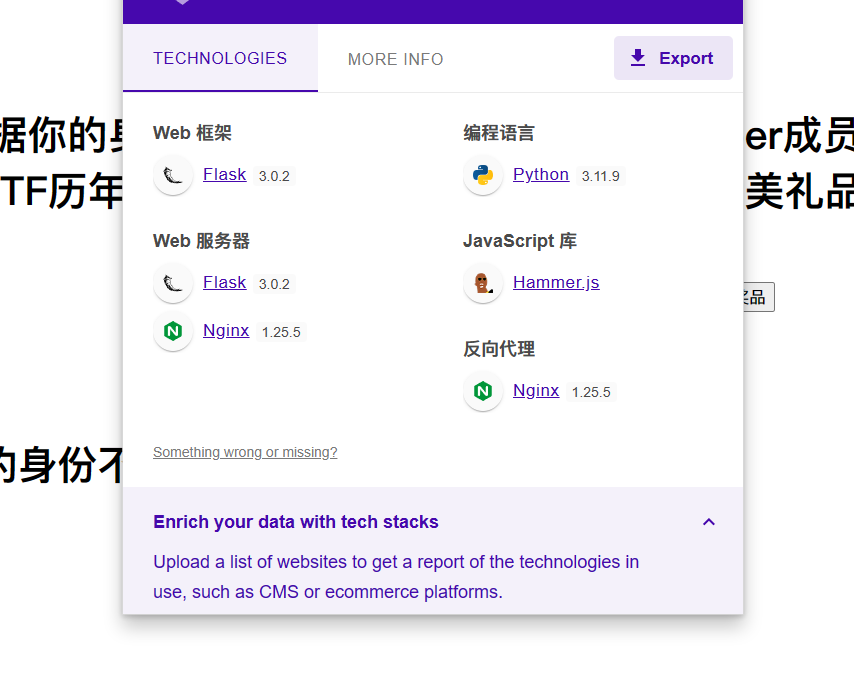 TECHNOLOGIES
MORE INFO
Export
据你的
er成员
TF历年
美礼品
Web 框架
Flask 3.0.2
编程语言
Python 3.11.9
Web 服务器
Flask 3.0.2
Nginx 1.25.5
JavaScript 库
Hammer.js
品
反向代理
Nginx 1.25.5
的身份不
Something wrong or missing?
Enrich your data with tech stacks
Upload a list of websites to get a report of the technologies in
use, such as CMS or ecommerce platforms.